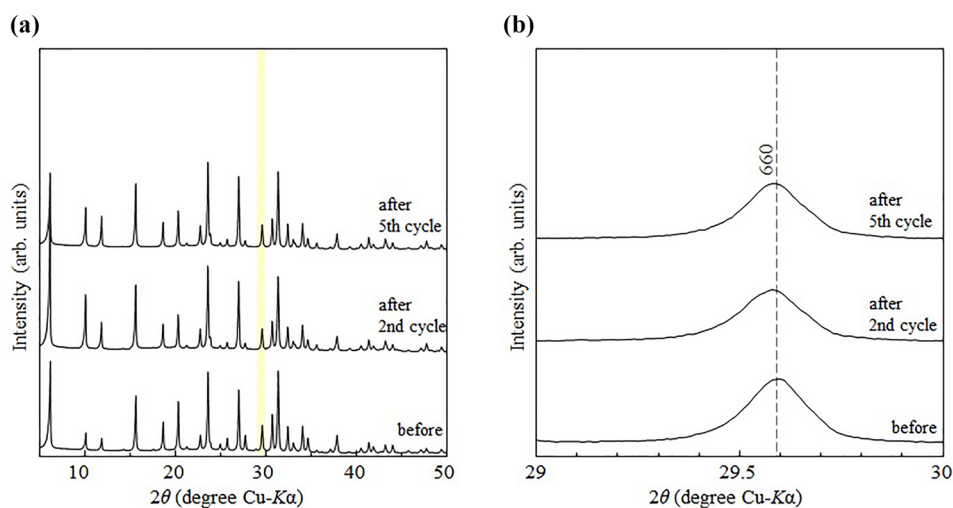 (a)
(b)
after
5th cycle
after
2nd cycle
before
Intensity (arb. units)
10
20
30
40
50
2θ (degree Cu-Kα)
660
after
5th cycle
after
2nd cycle
before
Intensity (arb. units)
29
29.5
30
2θ (degree Cu-Kα)